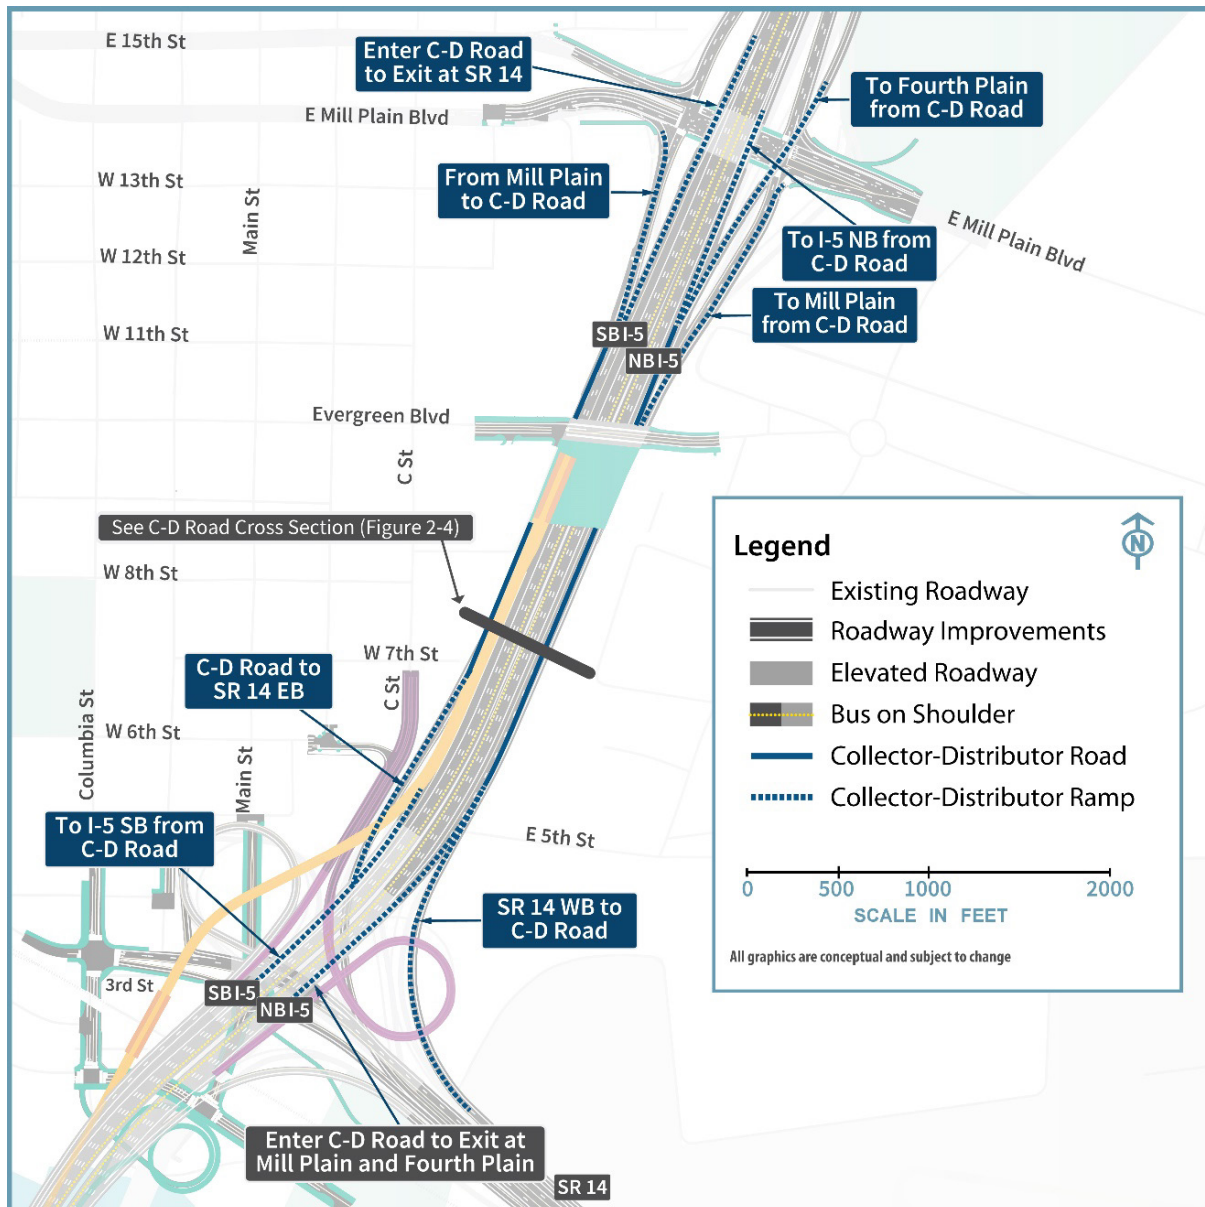 E 15th St
Enter C-D Road
to Exit at SR 14
To Fourth Plain
from C-D Road
E Mill Plain Blvd
W 13th St
Main St
From Mill Plain
to C-D Road
E Mill Plain Blvd
To I-5 NB from
C-D Road
W 12th St
To Mill Plain
from C-D Road
W 11th St
SB I-5
NB I-5
Evergreen Blvd
C St
See C-D Road Cross Section (Figure 2-4)
W 8th St
W 7th St
C-D Road to
SR 14 EB
C St
Columbia St
W 6th St
Main St
To I-5 SB from
C-D Road
E 5th St
SR 14 WB to
C-D Road
3rd St
SB I-5
NB I-5
Enter C-D Road to Exit at
Mill Plain and Fourth Plain
SR 14
Legend
N
Existing Roadway
Roadway Improvements
Elevated Roadway
Bus on Shoulder
Collector-Distributor Road
Collector-Distributor Ramp
0 500 1000 2000
SCALE IN FEET
All graphics are conceptual and subject to change